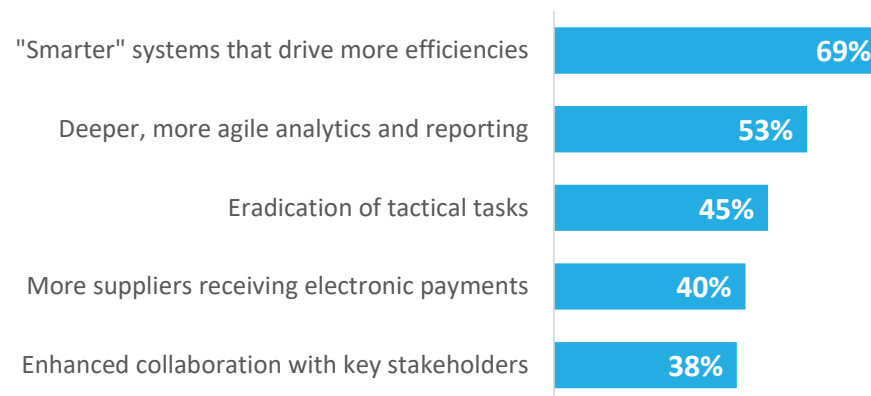 "Smarter" systems that drive more efficiencies
69%
Deeper, more agile analytics and reporting
53%
Eradication of tactical tasks
45%
More suppliers receiving electronic payments
40%
Enhanced collaboration with key stakeholders
38%